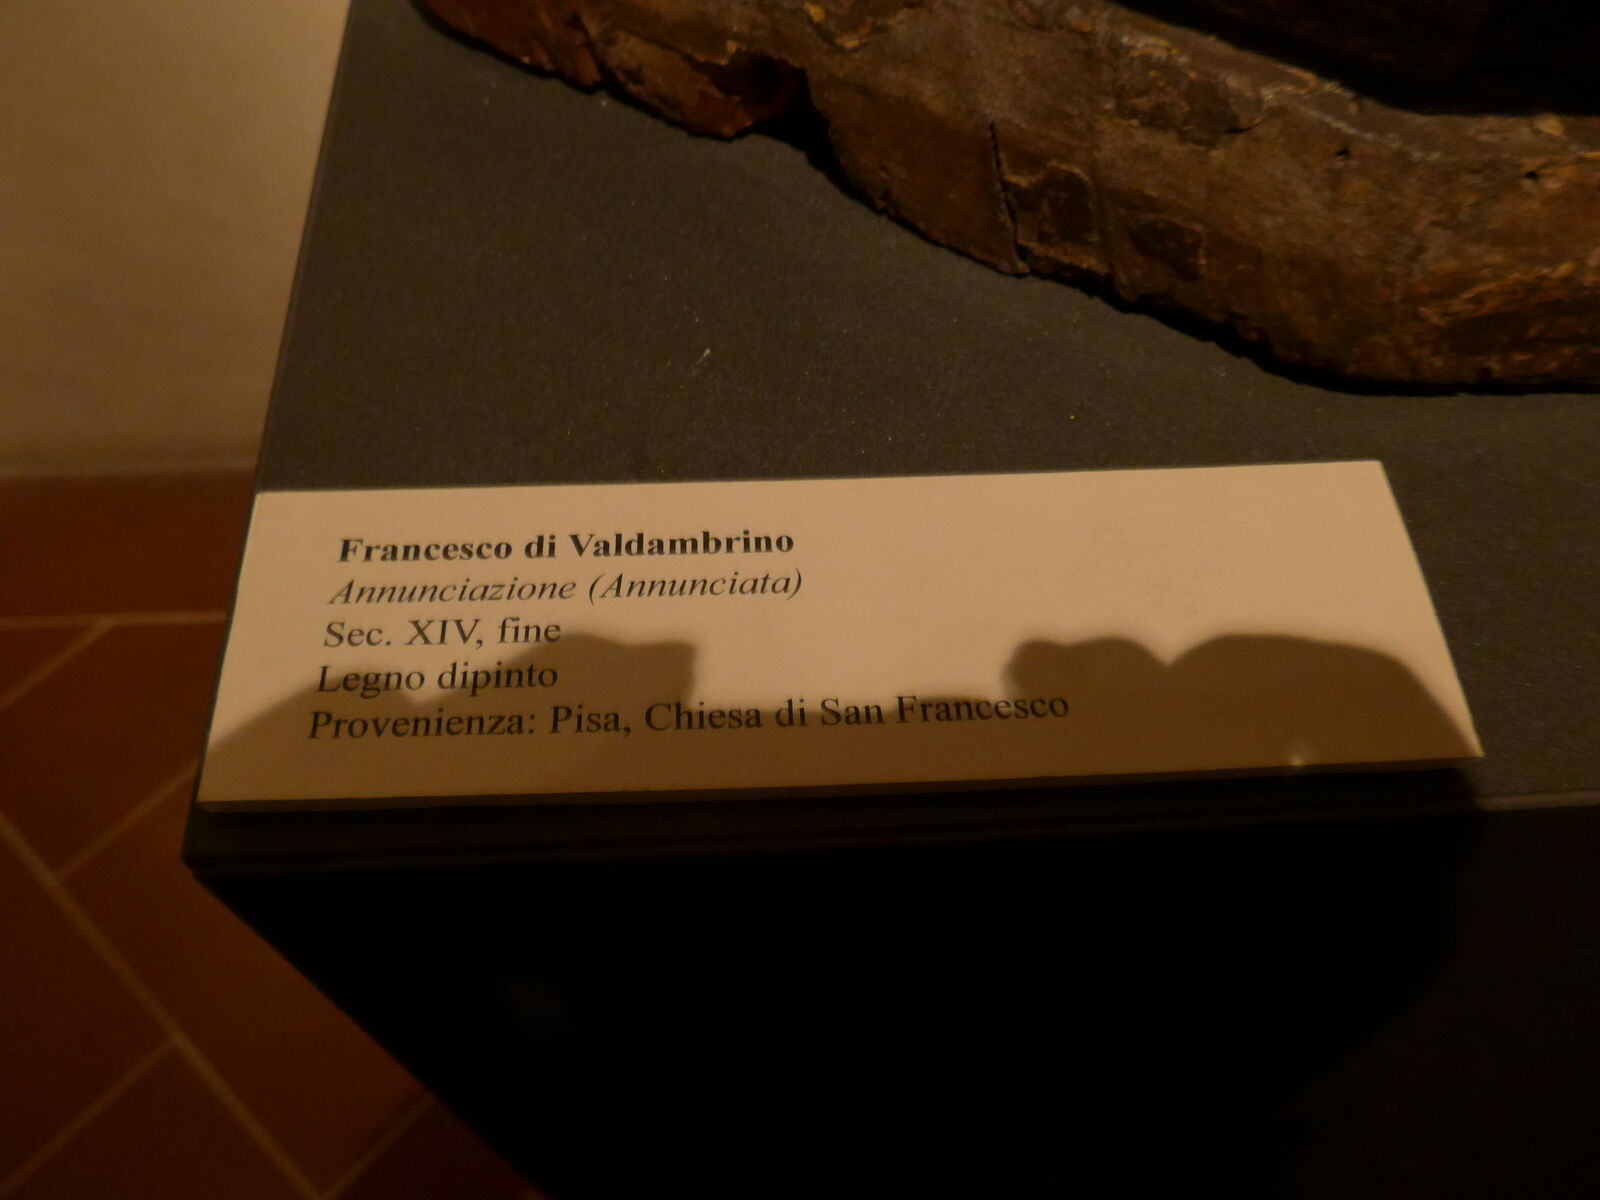 Francesco di Valdambrino
Annunciazione (Annunciata)
Sec. XIV, fine
Legno dipinto
Provenienza: Pisa, Chiesa di San Francesco